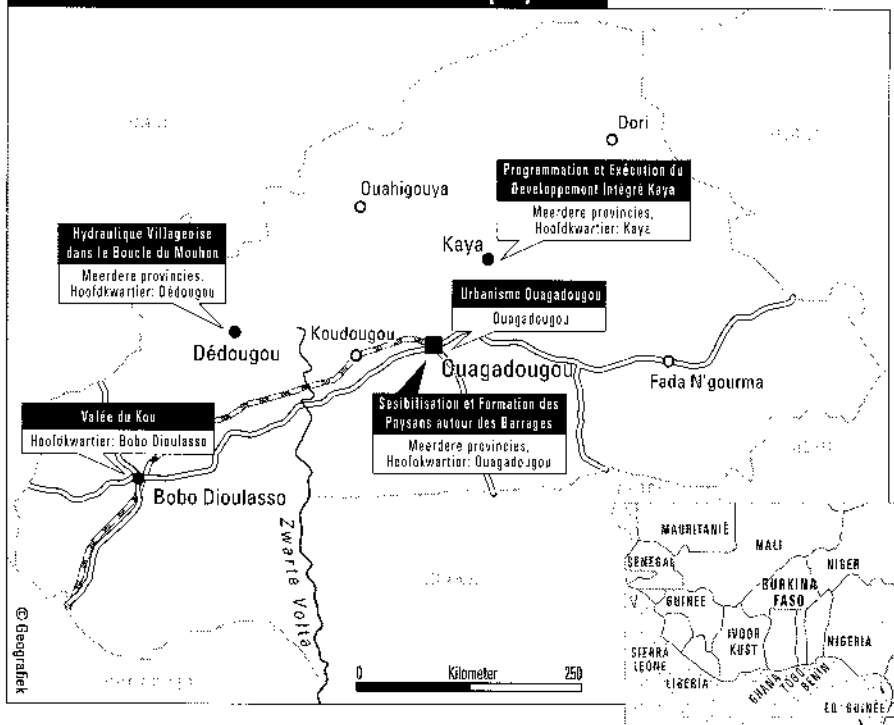 Dori
Programmation et Exécution du
Developpement Intégré Kaya
Meerdere provincies,
Hoofdkwartier: Kaya
Ouahigouya
Kaya
Hydraulique Villageoise
dans le Boucle du Mouhon
Meerdere provincies,
Hoofdkwartier: Dédougou
Dédougou
Urbanisme Ouagadougou
Ouagadougou
Koudougou
Ouagadougou
Fada N'gourma
Valée du Kou
Hoofdkwartier: Bobo Dioulasso
Bobo Dioulasso
Sesibilisation et Formation des
Paysans autour des Barrages
Meerdere provincies,
Hoofdkwartier: Ouagadougou
Zwarte Volta
© Geografiek
0 Kilometer 250
MAURITANIË
MALI
SENEGAL
NIGER
BURKINA
FASO
GUINEE
IVOOR
KUST
NIGERIA
SIERRA
LEONE
LIBERIA
GHANA
TOGO
BENIN
EQ. GUINEE